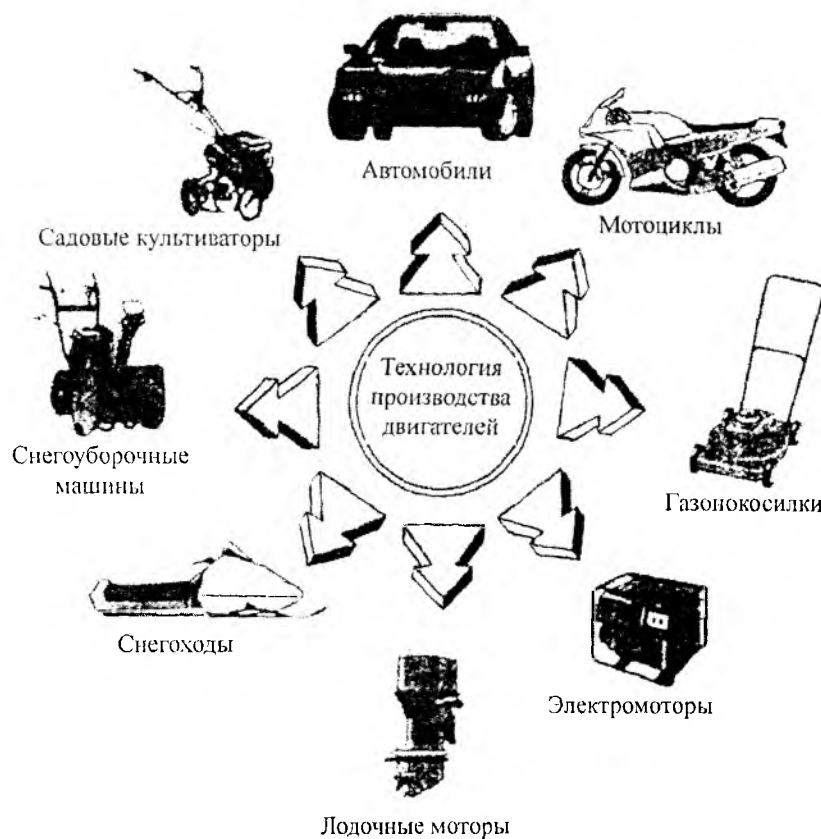 Автомобили
Садовые культиваторы
Мотоциклы
Технология
производства
двигателей
Снегоуборочные
машины
Газонокосилки
Снегоходы
Электромоторы
Лодочные моторы